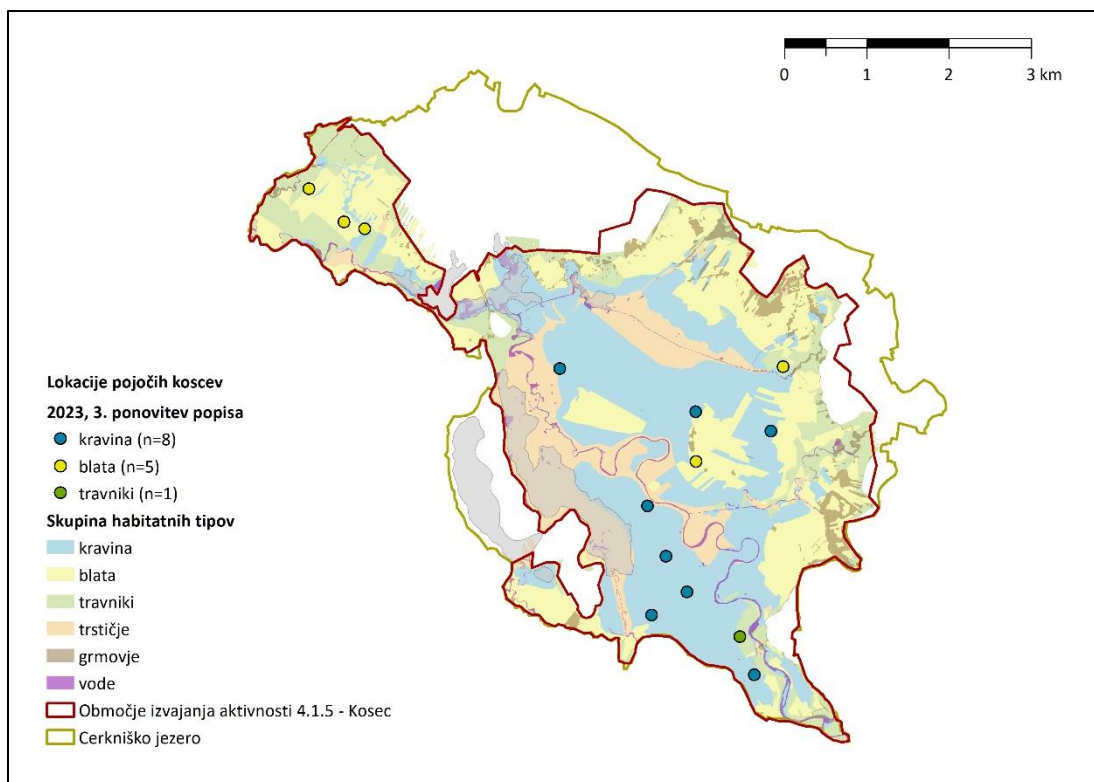 0 1 2 3 km
Lokacije pojočih koscev
2023, 3. ponovitev popisa
kravina (n=8)
blata (n=5)
travniki (n=1)
Skupina habitatnih tipov
kravina
blata
travniki
trstičje
grmovje
vode
Območje izvajanja aktivnosti 4.1.5 - Kosec
Cerkniško jezero